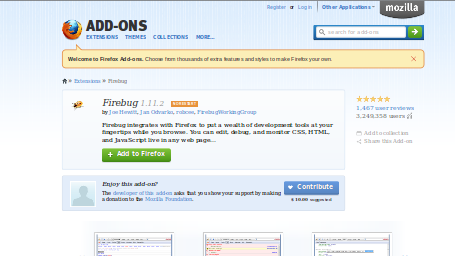 Register or Log in Other Applications
mozilla
ADD-ONS
EXTENSIONS THEMES COLLECTIONS MORE...
search for add-ons
Welcome to Firefox Add-ons. Choose from thousands of extra features and styles to make Firefox your own.
Extensions Firebug
Firebug 1.11.2
by Joe Hewitt, Jan Odvarko, robcee, FirebugWorkingGroup
Firebug integrates with Firefox to put a wealth of development tools at your
fingertips while you browse. You can edit, debug, and monitor CSS, HTML,
and JavaScript live in any web page...
+ Add to Firefox
1,467 user reviews
users
Add to collection
Share this Add-on
Enjoy this add-on?
The developer of this add-on asks that you show your support by making
a donation to the Mozilla Foundation.
Contribute
$ 10.00 suggested